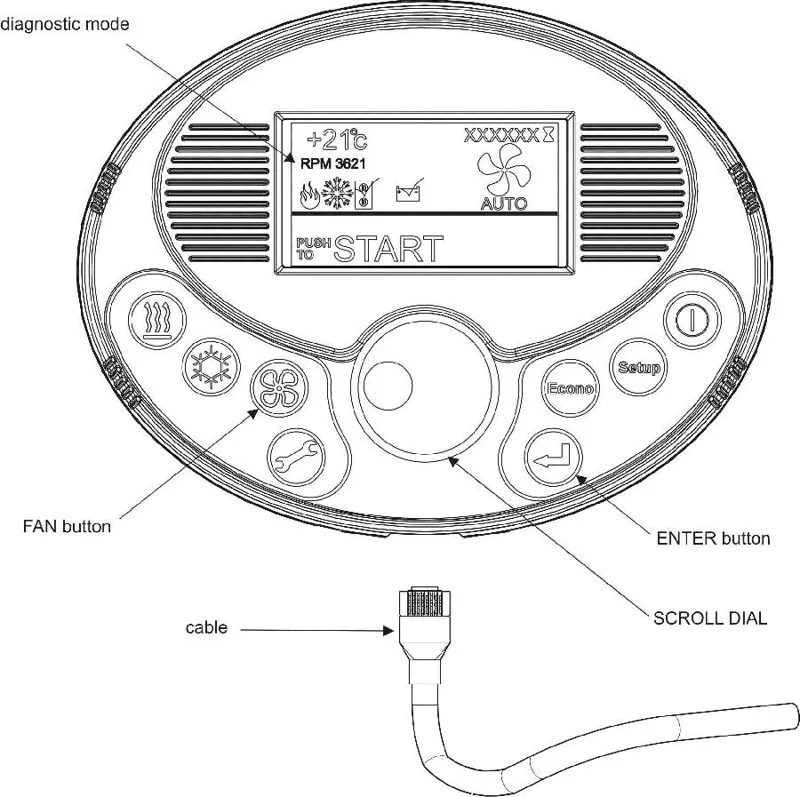 diagnostic mode
+21°C
XXXXXX
RPM 3621
AUTO
PUSH
TO
START
Setup
Econo
FAN button
ENTER button
SCROLL DIAL
cable